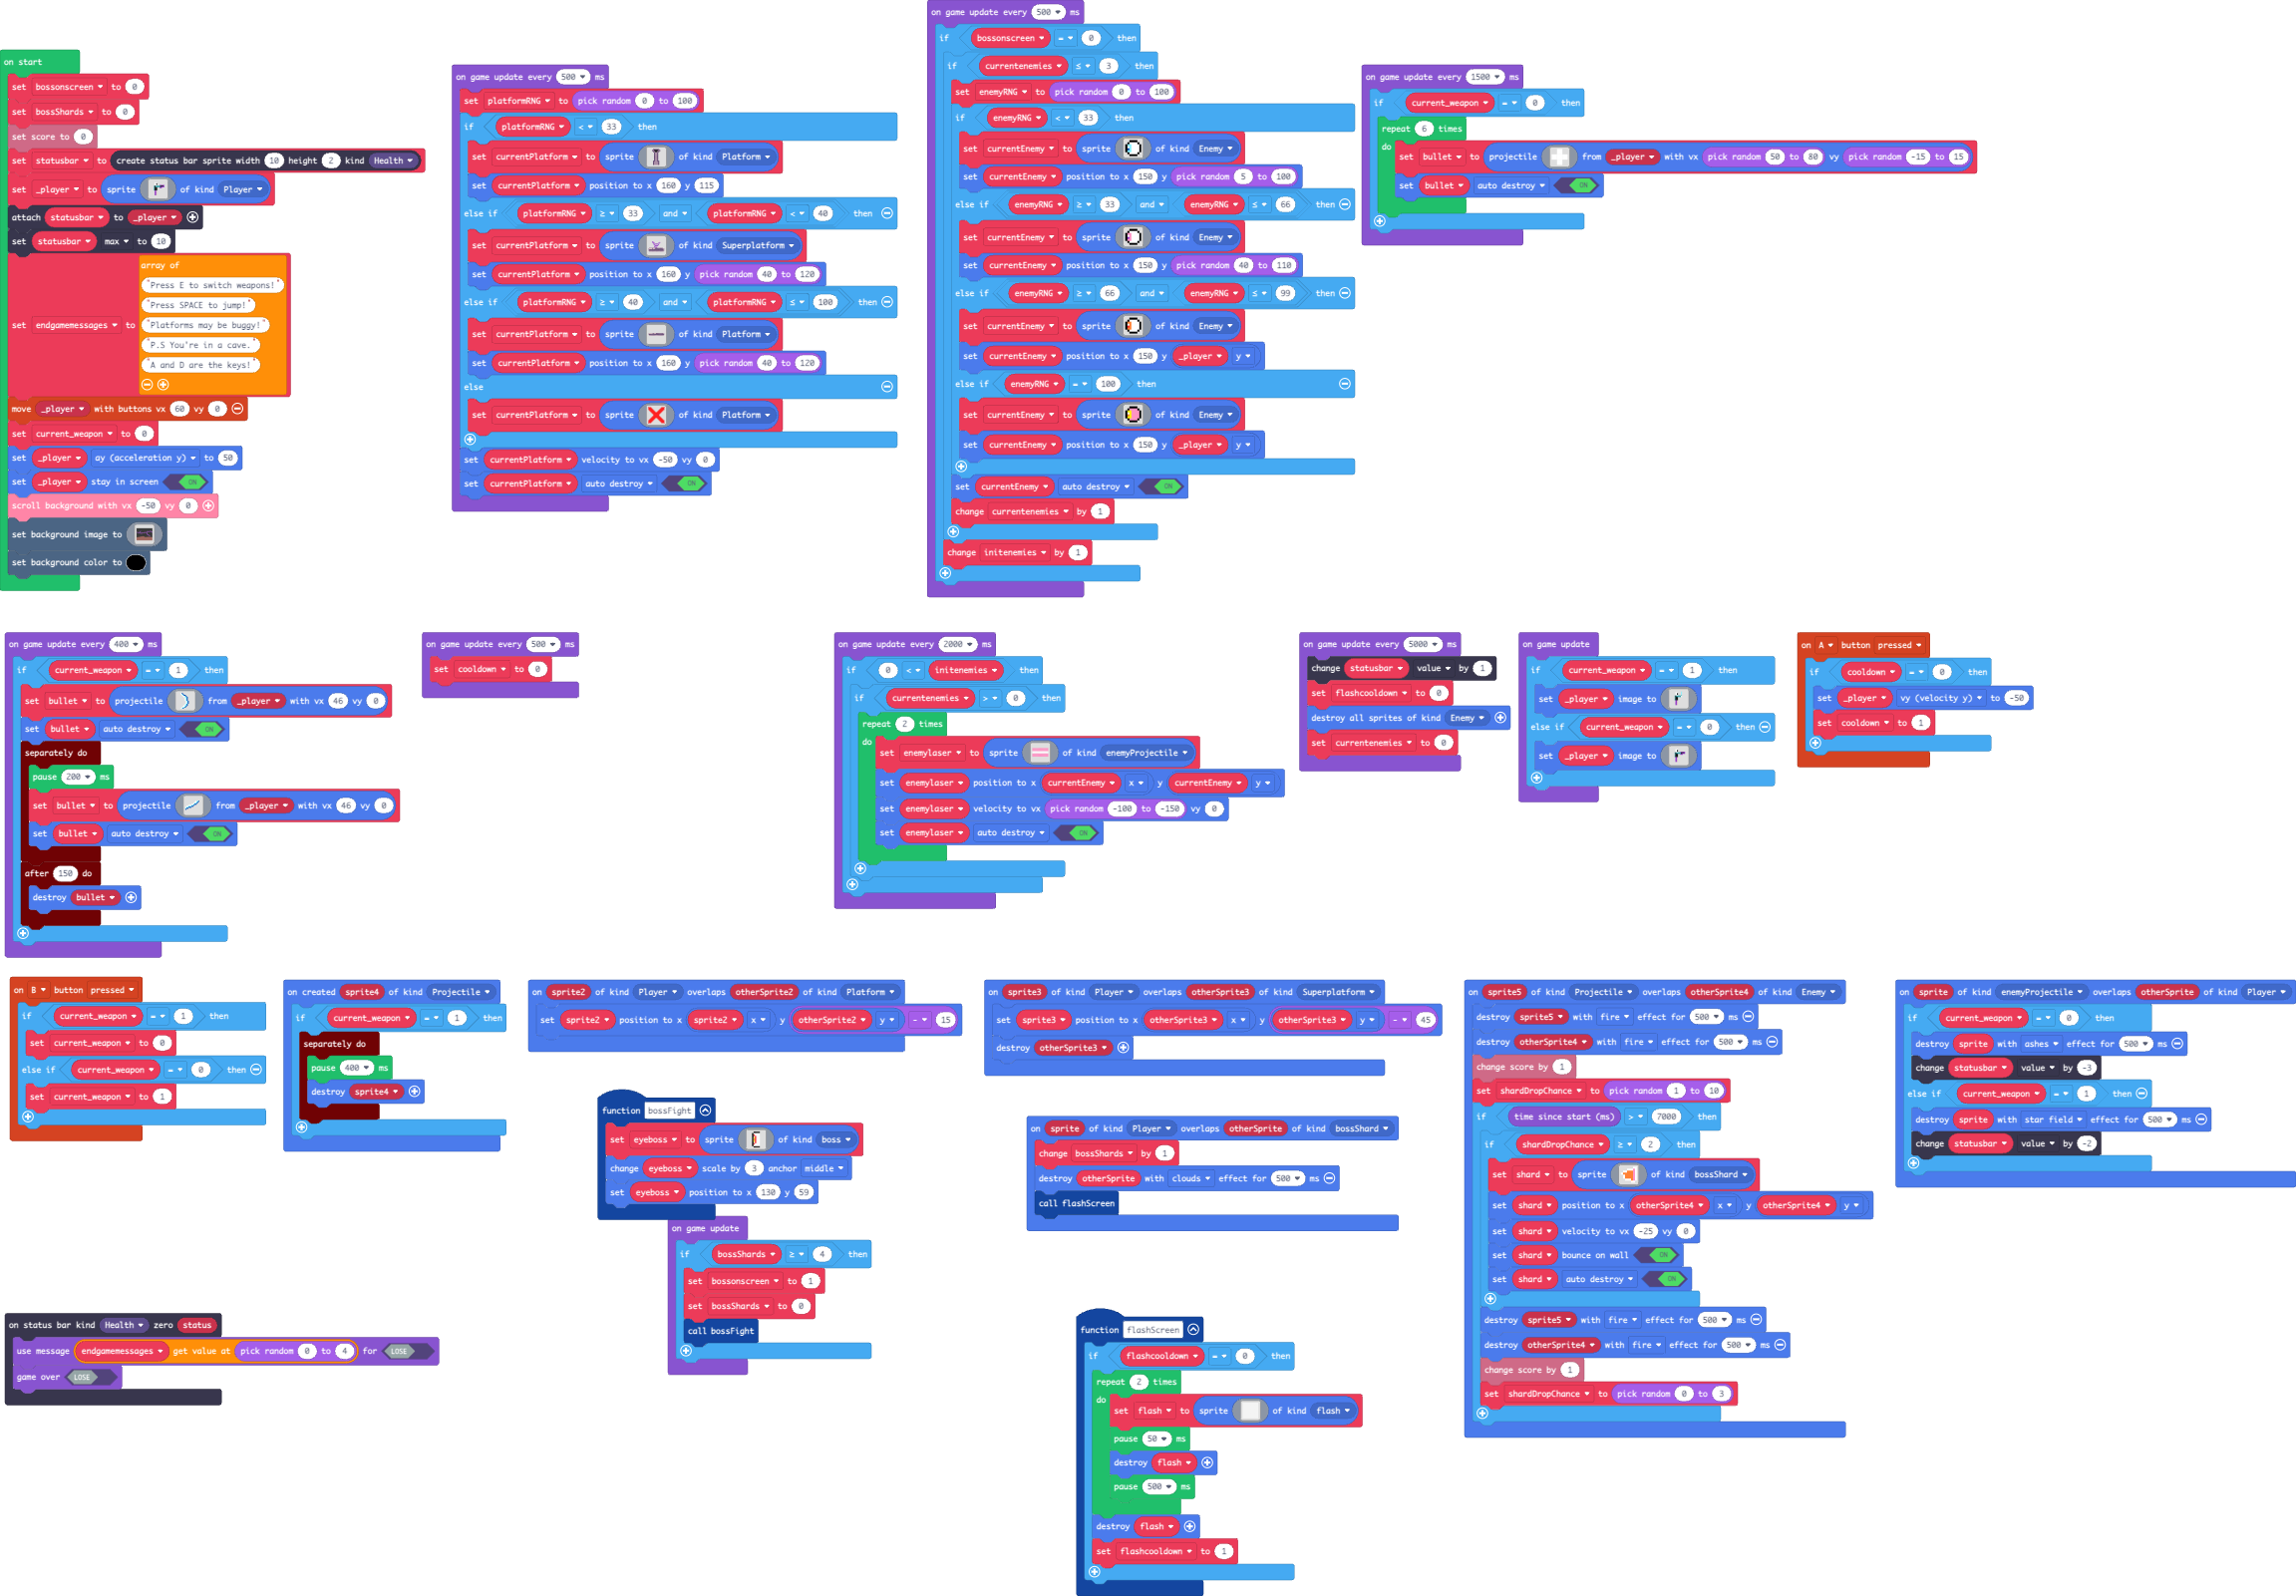 on start
set bossonscreen to 0
set bossShards to 0
set score to 0
set statusbar to create status bar sprite width 10 height 2 kind Health
set _player to sprite of kind Player
attach statusbar to _player
set statusbar max to 10
set endgamemessages to array of
"Press E to switch weapons!"
"Press SPACE to jump!"
"Platforms may be buggy!"
"P.S You're in a cave."
"A and D are the keys!"
move _player with buttons vx 60 vy 0
set current_weapon to 0
set _player ay (acceleration y) to 50
set _player stay in screen ON
scroll background with vx -50 vy 0
set background image to
set background color to
on game update every 500 ms
set platformRNG to pick random 0 to 100
if platformRNG < 33 then
set currentPlatform to sprite of kind Platform
set currentPlatform position to x 160 y 115
else if platformRNG ≥ 33 and platformRNG < 40 then
set currentPlatform to sprite of kind Superplatform
set currentPlatform position to x 160 y pick random 40 to 120
else if platformRNG ≥ 40 and platformRNG ≤ 100 then
set currentPlatform to sprite of kind Platform
set currentPlatform position to x 160 y pick random 40 to 120
else
set currentPlatform to sprite of kind Platform
set currentPlatform velocity to vx -50 vy 0
set currentPlatform auto destroy ON
on game update every 500 ms
if bossonscreen = 0 then
if currentenemies ≤ 3 then
set enemyRNG to pick random 0 to 100
if enemyRNG < 33 then
set currentEnemy to sprite of kind Enemy
set currentEnemy position to x 150 y pick random 5 to 100
else if enemyRNG ≥ 33 and enemyRNG ≤ 66 then
set currentEnemy to sprite of kind Enemy
set currentEnemy position to x 150 y pick random 40 to 110
else if enemyRNG ≥ 66 and enemyRNG ≤ 99 then
set currentEnemy to sprite of kind Enemy
set currentEnemy position to x 150 y _player y
else if enemyRNG = 100 then
set currentEnemy to sprite of kind Enemy
set currentEnemy position to x 150 y _player y
set currentEnemy auto destroy ON
change currentenemies by 1
change initenemies by 1
on game update every 1500 ms
if current_weapon = 0 then
repeat 6 times
do
set bullet to projectile from _player with vx pick random 50 to 80 vy pick random -15 to 15
set bullet auto destroy ON
on game update every 400 ms
if current_weapon = 1 then
set bullet to projectile from _player with vx 46 vy 0
set bullet auto destroy ON
separately do
pause 200 ms
set bullet to projectile from _player with vx 46 vy 0
set bullet auto destroy ON
after 150 do
destroy bullet
on game update every 500 ms
set cooldown to 0
on game update every 2000 ms
if 0 < initenemies then
if currentenemies > 0 then
repeat 2 times
do
set enemylaser to sprite of kind enemyProjectile
set enemylaser position to x currentEnemy x y currentEnemy y
set enemylaser velocity to vx pick random -100 to -150 vy 0
set enemylaser auto destroy ON
on game update every 5000 ms
change statusbar value by 1
set flashcooldown to 0
destroy all sprites of kind Enemy
set currentenemies to 0
on game update
if current_weapon = 1 then
set _player image to
else if current_weapon = 0 then
set _player image to
on A button pressed
if cooldown = 0 then
set _player vy (velocity y) to -50
set cooldown to 1
on B button pressed
if current_weapon = 1 then
set current_weapon to 0
else if current_weapon = 0 then
set current_weapon to 1
on created sprite4 of kind Projectile
if current_weapon = 1 then
separately do
pause 400 ms
destroy sprite4
on sprite2 of kind Player overlaps otherSprite2 of kind Platform
set sprite2 position to x sprite2 x y otherSprite2 y - 15
on sprite3 of kind Player overlaps otherSprite3 of kind Superplatform
set sprite3 position to x otherSprite3 x y otherSprite3 y - 45
destroy otherSprite3
on sprite5 of kind Projectile overlaps otherSprite4 of kind Enemy
destroy sprite5 with fire effect for 500 ms
destroy otherSprite4 with fire effect for 500 ms
change score by 1
set shardDropChance to pick random 1 to 10
if time since start (ms) > 7000 then
if shardDropChance ≥ 2 then
set shard to sprite of kind bossShard
set shard position to x otherSprite4 x y otherSprite4 y
set shard velocity to vx -25 vy 0
set shard bounce on wall ON
set shard auto destroy ON
destroy sprite5 with fire effect for 500 ms
destroy otherSprite4 with fire effect for 500 ms
change score by 1
set shardDropChance to pick random 0 to 3
on sprite of kind enemyProjectile overlaps otherSprite of kind Player
if current_weapon = 0 then
destroy sprite with ashes effect for 500 ms
change statusbar value by -3
else if current_weapon = 1 then
destroy sprite with star field effect for 500 ms
change statusbar value by -2
function bossFight
set eyeboss to sprite of kind boss
change eyeboss scale by 3 anchor middle
set eyeboss position to x 130 y 59
on game update
if bossShards ≥ 4 then
set bossonscreen to 1
set bossShards to 0
call bossFight
on sprite of kind Player overlaps otherSprite of kind bossShard
change bossShards by 1
destroy otherSprite with clouds effect for 500 ms
call flashScreen
on status bar kind Health zero status
use message endgamemessages get value at pick random 0 to 4 for LOSE
game over LOSE
function flashScreen
if flashcooldown = 0 then
repeat 2 times
do
set flash to sprite of kind flash
pause 50 ms
destroy flash
pause 500 ms
destroy flash
set flashcooldown to 1